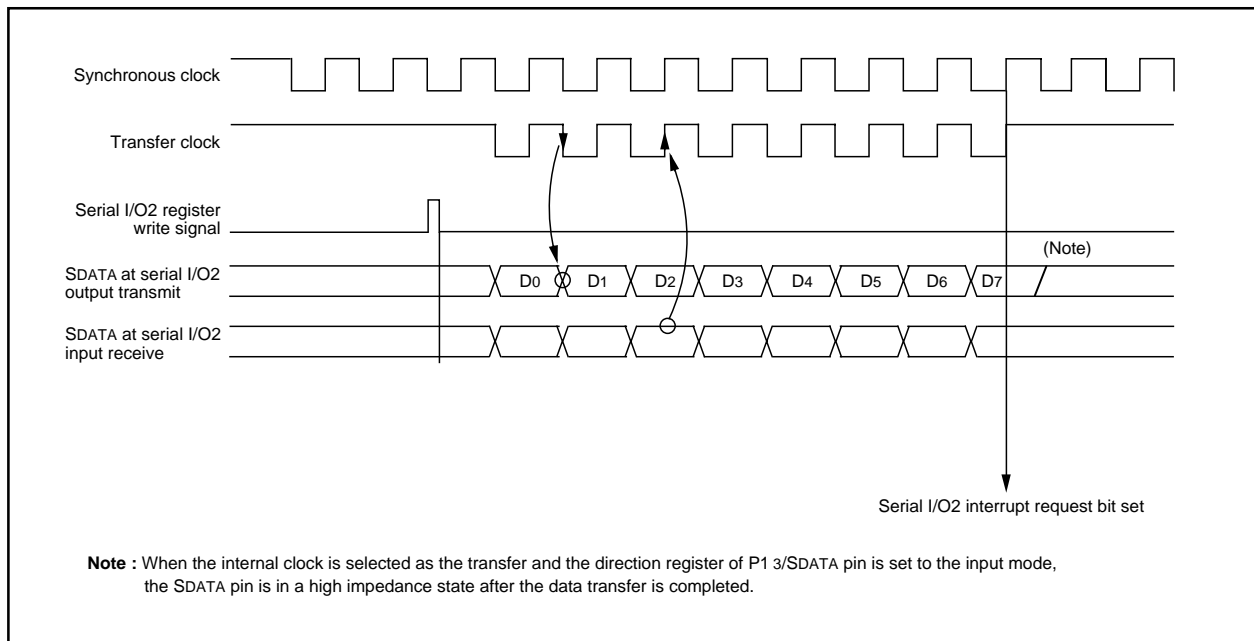 Synchronous clock
Transfer clock
Serial I/O2 register
write signal
(Note)
SDATA at serial I/O2
output transmit
D0 D1 D2 D3 D4 D5 D6 D7
SDATA at serial I/O2
input receive
Serial I/O2 interrupt request bit set
Note : When the internal clock is selected as the transfer and the direction register of P1 3/SDATA pin is set to the input mode,
the SDATA pin is in a high impedance state after the data transfer is completed.